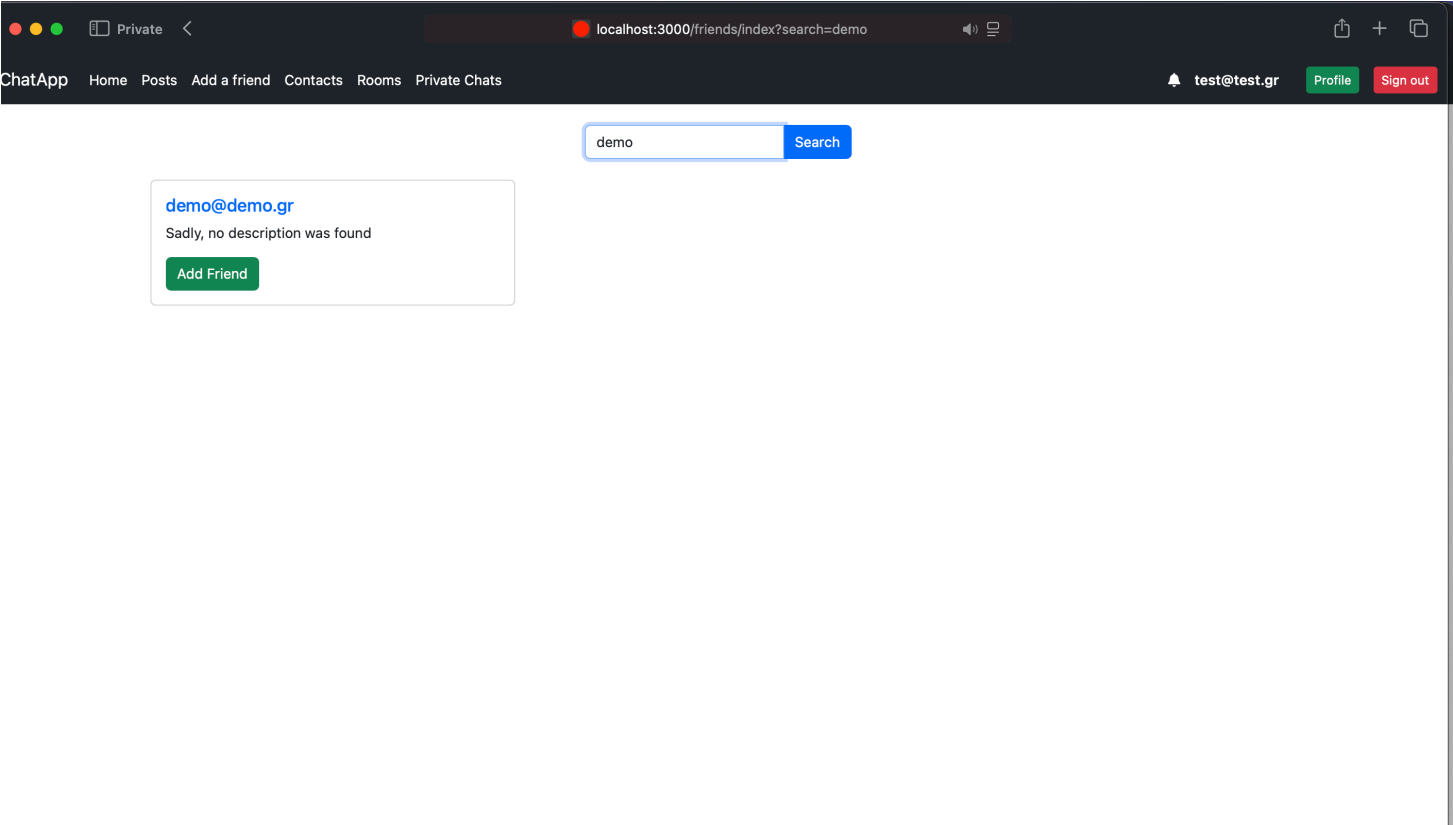 Private localhost:3000/friends/index?search=demo
ChatApp Home Posts Add a friend Contacts Rooms Private Chats test@test.gr Profile Sign out
demo Search
demo@demo.gr
Sadly, no description was found
Add Friend